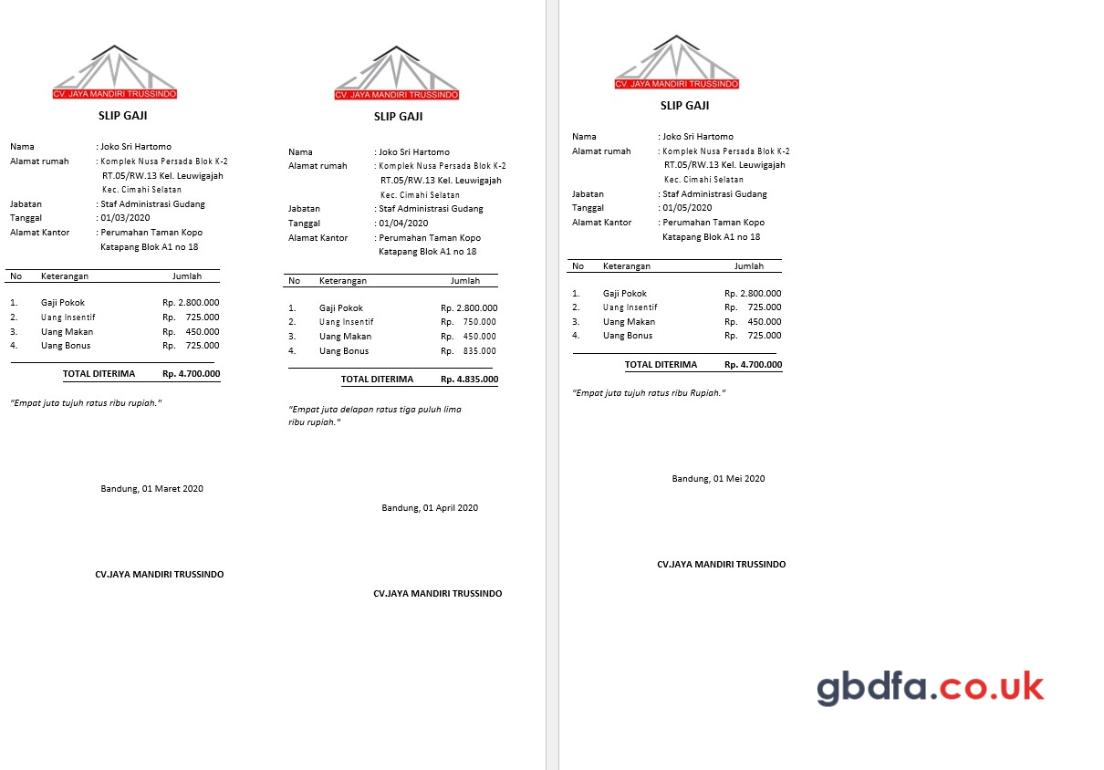 CV. JAYA MANDIRI TRUSSINDO
SLIP GAJI
Nama : Joko Sri Hartomo
Alamat rumah : Komplek Nusa Persada Blok K-2
RT.05/RW.13 Kel. Leuwigajah
Kec. Cimahi Selatan
Jabatan : Staf Administrasi Gudang
Tanggal : 01/03/2020
Alamat Kantor : Perumahan Taman Kopo
Katapang Blok A1 no 18
No Keterangan Jumlah
1. Gaji Pokok Rp. 2.800.000
2. Uang Insentif Rp. 725.000
3. Uang Makan Rp. 450.000
4. Uang Bonus Rp. 725.000
TOTAL DITERIMA Rp. 4.700.000
"Empat juta tujuh ratus ribu rupiah."
Bandung, 01 Maret 2020
CV.JAYA MANDIRI TRUSSINDO
CV. JAYA MANDIRI TRUSSINDO
SLIP GAJI
Nama : Joko Sri Hartomo
Alamat rumah : Komplek Nusa Persada Blok K-2
RT.05/RW.13 Kel. Leuwigajah
Kec. Cimahi Selatan
Jabatan : Staf Administrasi Gudang
Tanggal : 01/04/2020
Alamat Kantor : Perumahan Taman Kopo
Katapang Blok A1 no 18
No Keterangan Jumlah
1. Gaji Pokok Rp. 2.800.000
2. Uang Insentif Rp. 750.000
3. Uang Makan Rp. 450.000
4. Uang Bonus Rp. 835.000
TOTAL DITERIMA Rp. 4.835.000
"Empat juta delapan ratus tiga puluh lima
ribu rupiah."
Bandung, 01 April 2020
CV.JAYA MANDIRI TRUSSINDO
CV. JAYA MANDIRI TRUSSINDO
SLIP GAJI
Nama : Joko Sri Hartomo
Alamat rumah : Komplek Nusa Persada Blok K-2
RT.05/RW.13 Kel. Leuwigajah
Kec. Cimahi Selatan
Jabatan : Staf Administrasi Gudang
Tanggal : 01/05/2020
Alamat Kantor : Perumahan Taman Kopo
Katapang Blok A1 no 18
No Keterangan Jumlah
1. Gaji Pokok Rp. 2.800.000
2. Uang Insentif Rp. 725.000
3. Uang Makan Rp. 450.000
4. Uang Bonus Rp. 725.000
TOTAL DITERIMA Rp. 4.700.000
"Empat juta tujuh ratus ribu Rupiah."
Bandung, 01 Mei 2020
CV.JAYA MANDIRI TRUSSINDO
gbdfa.co.uk